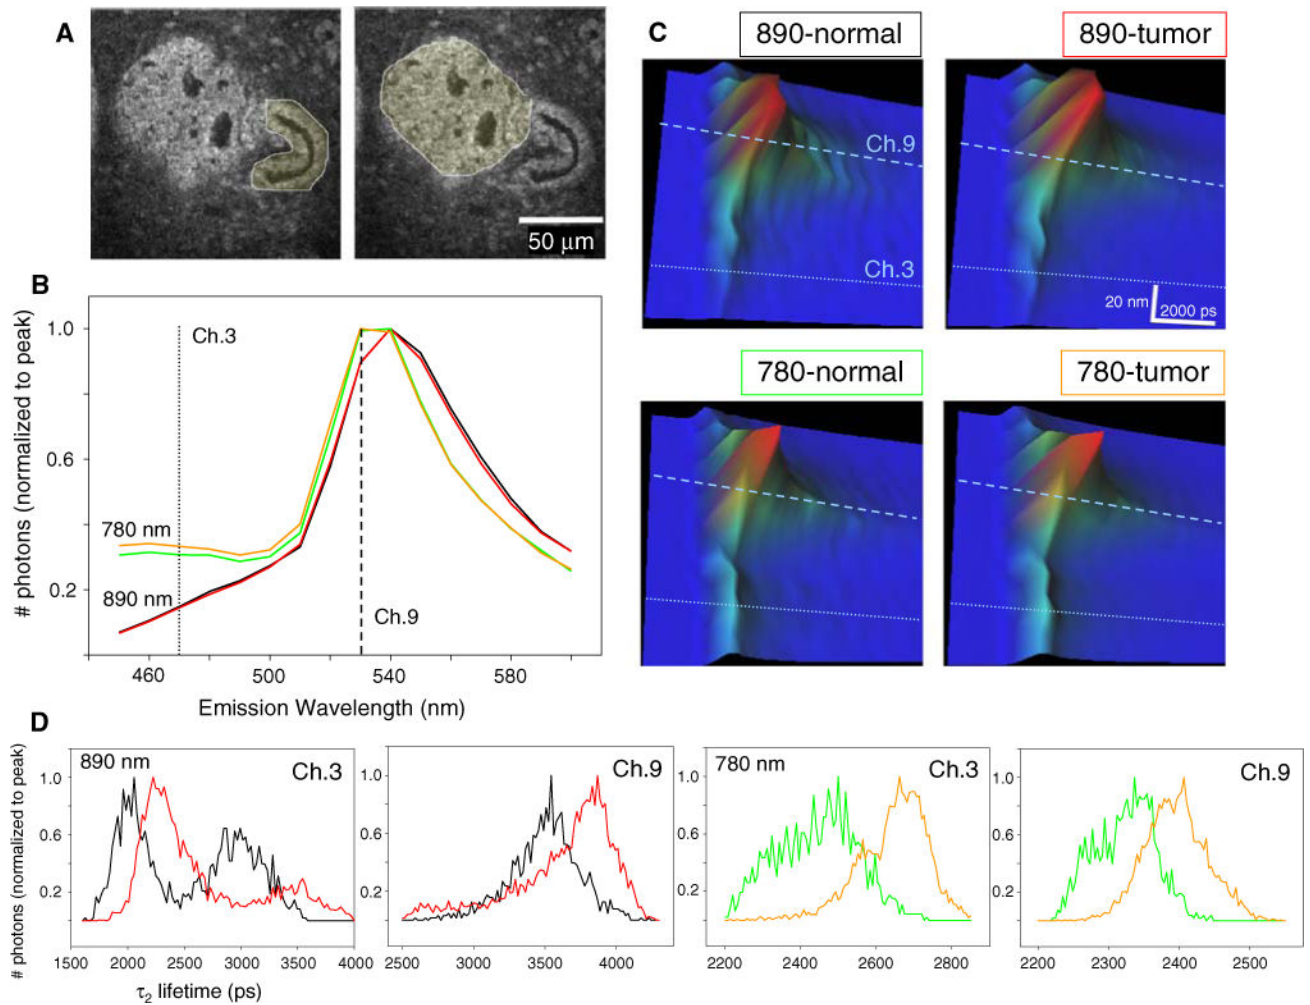 A
50 μm
B
# photons (normalized to peak)
1.0
0.6
0.2
Ch.3
780 nm
890 nm
Ch.9
460 500 540 580
Emission Wavelength (nm)
C
890-normal
890-tumor
Ch.9
Ch.3
20 nm
2000 ps
780-normal
780-tumor
D
# photons (normalized to peak)
890 nm Ch.3
1.0
0.6
0.2
1500 2000 2500 3000 3500 4000
τ2 lifetime (ps)
Ch.9
1.0
0.6
0.2
2500 3000 3500 4000
780 nm Ch.3
1.0
0.6
0.2
2200 2400 2600 2800
Ch.9
1.0
0.6
0.2
2200 2300 2400 2500